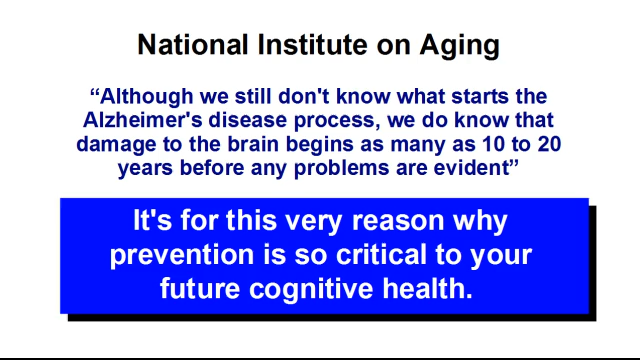 National Institute on Aging
“Although we still don't know what starts the
Alzheimer's disease process, we do know that
damage to the brain begins as many as 10 to 20
years before any problems are evident”
It's for this very reason why
prevention is so critical to your
future cognitive health.